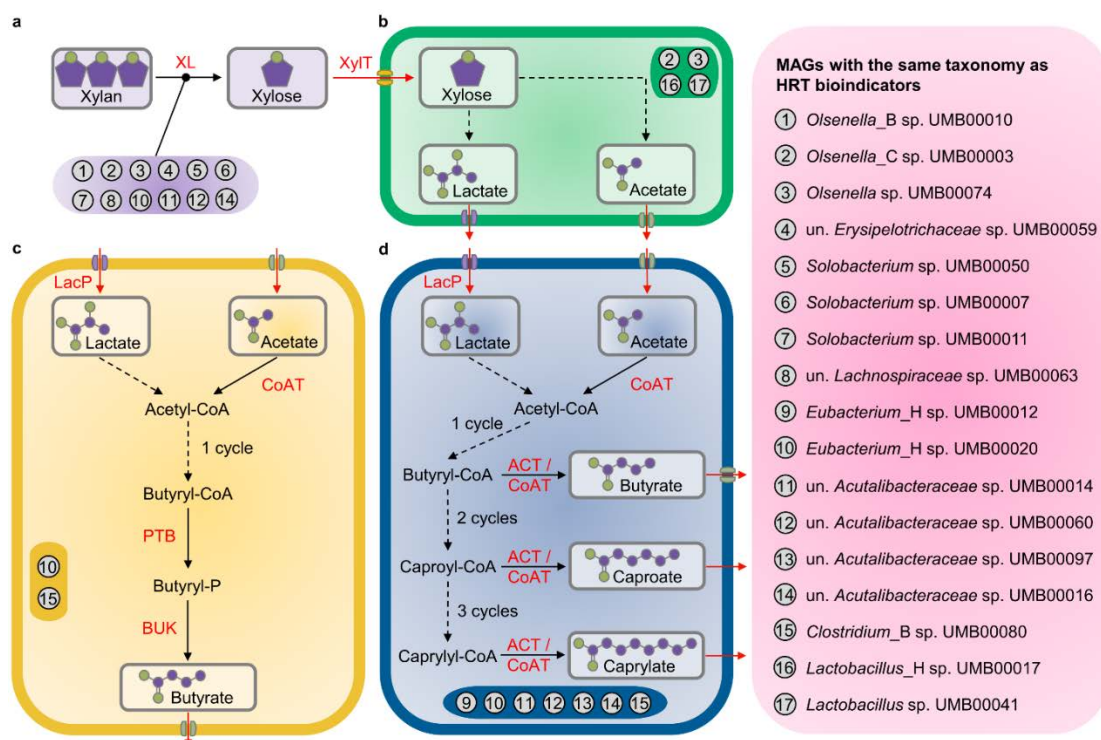 a
XL
Xylan
Xylose
XylT
1 2 3 4 5 6
7 8 10 11 12 14
b
Xylose
2 3
16 17
Lactate
Acetate
c
LacP
Lactate
Acetate
CoAT
Acetyl-CoA
1 cycle
Butyryl-CoA
PTB
10
15
Butyryl-P
BUK
Butyrate
d
LacP
Lactate
Acetate
CoAT
Acetyl-CoA
1 cycle
Butyryl-CoA
ACT /
CoAT
Butyrate
2 cycles
Caproyl-CoA
ACT /
CoAT
Caproate
3 cycles
Caprylyl-CoA
ACT /
CoAT
Caprylate
9 10 11 12 13 14 15
MAGs with the same taxonomy as
HRT bioindicators
1 Olsenella_B sp. UMB00010
2 Olsenella_C sp. UMB00003
3 Olsenella sp. UMB00074
4 un. Erysipelotrichaceae sp. UMB00059
5 Solobacterium sp. UMB00050
6 Solobacterium sp. UMB00007
7 Solobacterium sp. UMB00011
8 un. Lachnospiraceae sp. UMB00063
9 Eubacterium_H sp. UMB00012
10 Eubacterium_H sp. UMB00020
11 un. Acutalibacteraceae sp. UMB00014
12 un. Acutalibacteraceae sp. UMB00060
13 un. Acutalibacteraceae sp. UMB00097
14 un. Acutalibacteraceae sp. UMB00016
15 Clostridium_B sp. UMB00080
16 Lactobacillus_H sp. UMB00017
17 Lactobacillus sp. UMB00041